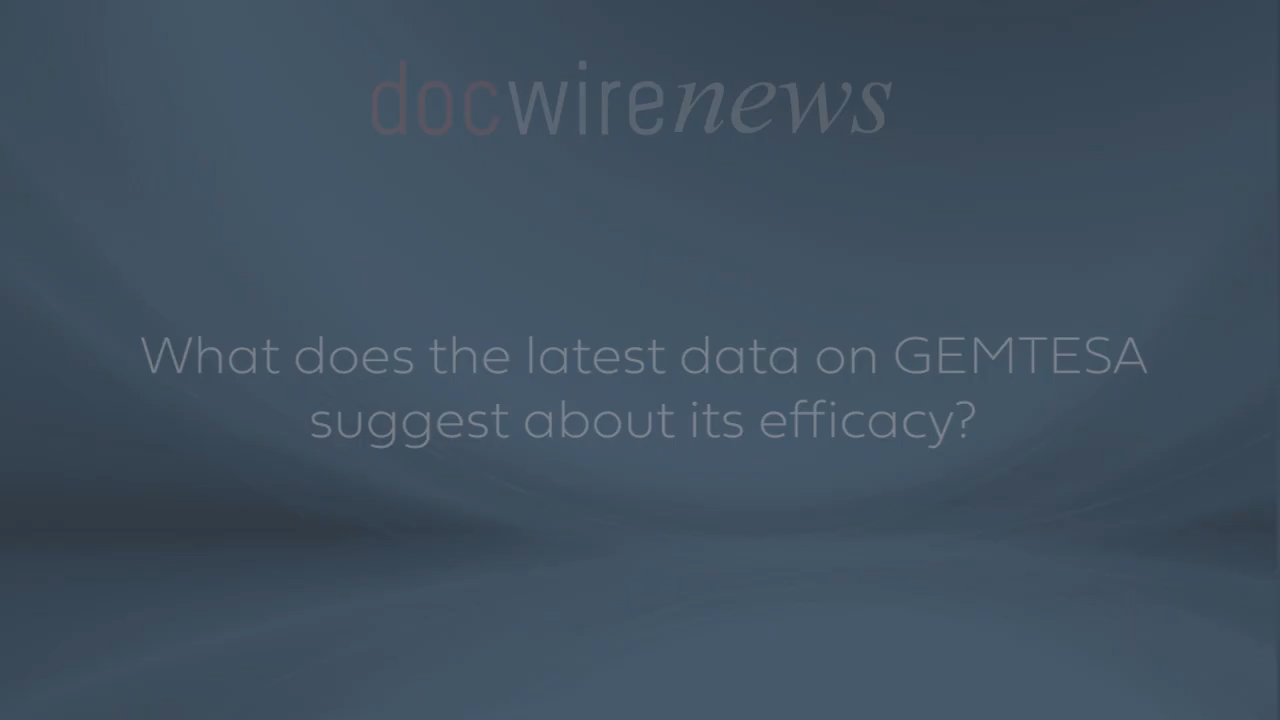 docwirenews
What does the latest data on GEMTESA
suggest about its efficacy?